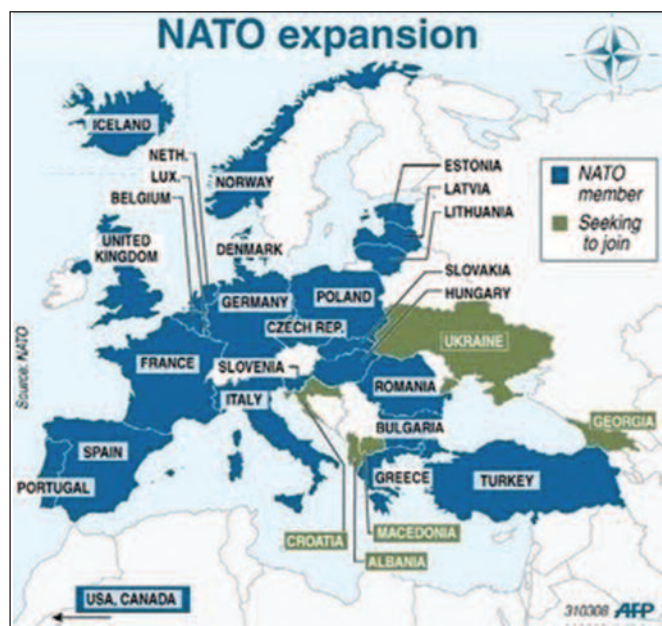 NATO expansion
ICELAND
NETH.
LUX.
BELGIUM
NORWAY
ESTONIA
LATVIA
LITHUANIA
NATO
member
Seeking
to join
UNITED
KINGDOM
DENMARK
SLOVAKIA
HUNGARY
GERMANY
POLAND
CZECH REP.
UKRAINE
FRANCE
SLOVENIA
ITALY
ROMANIA
BULGARIA
GEORGIA
SPAIN
PORTUGAL
GREECE
TURKEY
CROATIA
MACEDONIA
ALBANIA
USA, CANADA
Source: NATO
310308 AFP